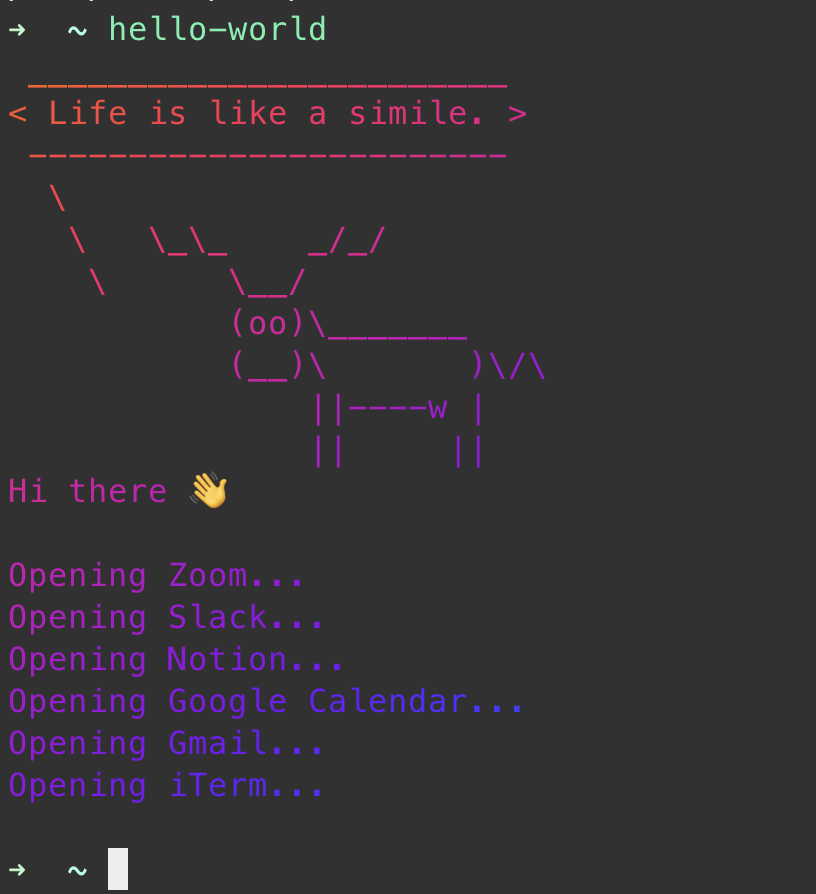 →  ~ hello-world
 ________________________
< Life is like a simile. >
 ------------------------
  \
   \   \_\_    _/_/
    \      \__/
           (oo)\_______
           (__)\       )\/\
               ||----w |
               ||     ||
Hi there 👋
Opening Zoom...
Opening Slack...
Opening Notion...
Opening Google Calendar...
Opening Gmail...
Opening iTerm...
→  ~